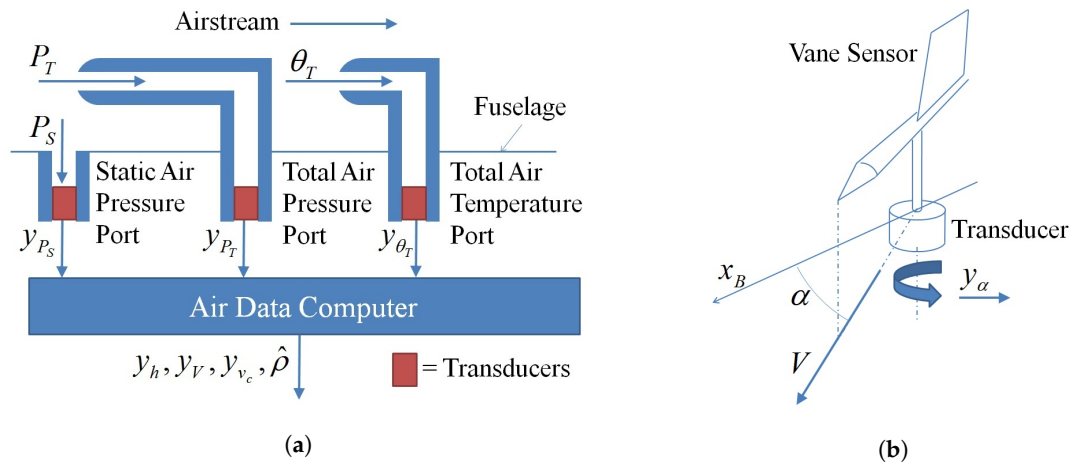 Airstream
P_T
θ_T
Fuselage
P_S
Static Air
Pressure
Port
Total Air
Pressure
Port
Total Air
Temperature
Port
y_{P_S}
y_{P_T}
y_{θ_T}
Air Data Computer
y_h, y_V, y_{v_c}, ρ̂
= Transducers
(a)
Vane Sensor
Transducer
x_B
α
y_α
V
(b)